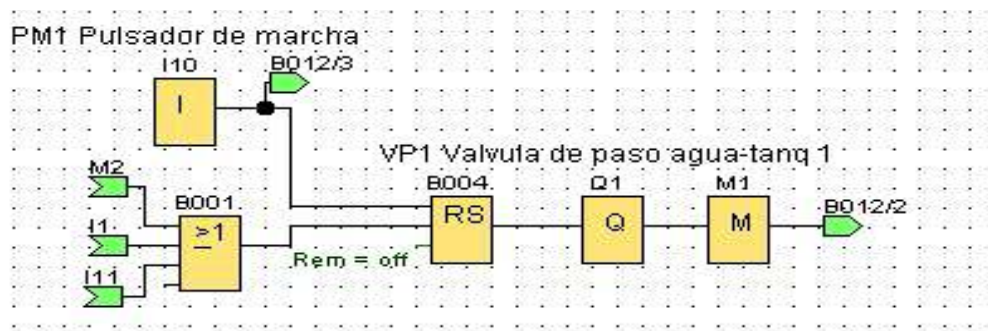 PM1 Pulsador de marcha
I10
B012/3
I
VP1 Valvula de paso agua-tanq 1
M2
B001
B004
Q1
M1
I1
≥1
RS
Q
M
B012/2
I11
Rem = off